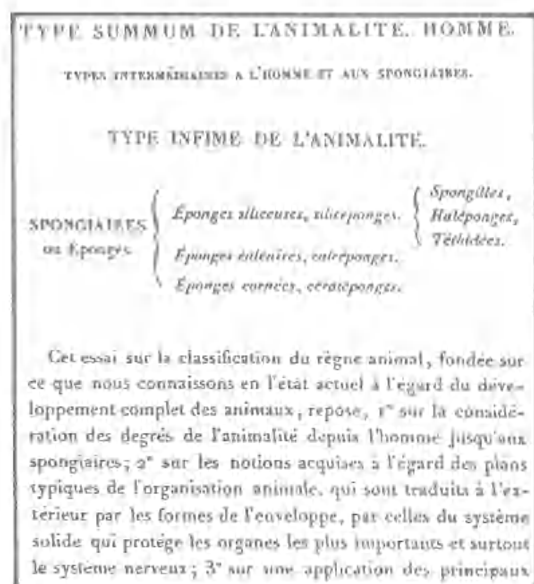 TYPE SUMMUM DE L'ANIMALITÉ. HOMME.
TYPES INTERMÉDIAIRES A L'HOMME ET AUX SPONGIAIRES.
TYPE INFIME DE L'ANIMALITÉ.
SPONGIAIRES
ou Éponges
Éponges siliceuses, silicéponges.
Éponges calcaires, calcéponges.
Éponges cornées, cératéponges.
Spongilles,
Haléponges,
Téthidées.
Cet essai sur la classification du règne animal, fondée sur
ce que nous connaissons en l'état actuel à l'égard du déve-
loppement complet des animaux, repose, 1° sur la considé-
ration des degrés de l'animalité depuis l'homme jusqu'aux
spongiaires; 2° sur les notions acquises à l'égard des plans
typiques de l'organisation animale, qui sont traduits à l'ex-
térieur par les formes de l'enveloppe, par celles du système
solide qui protége les organes les plus importants et surtout
le système nerveux; 3° sur une application des principaux